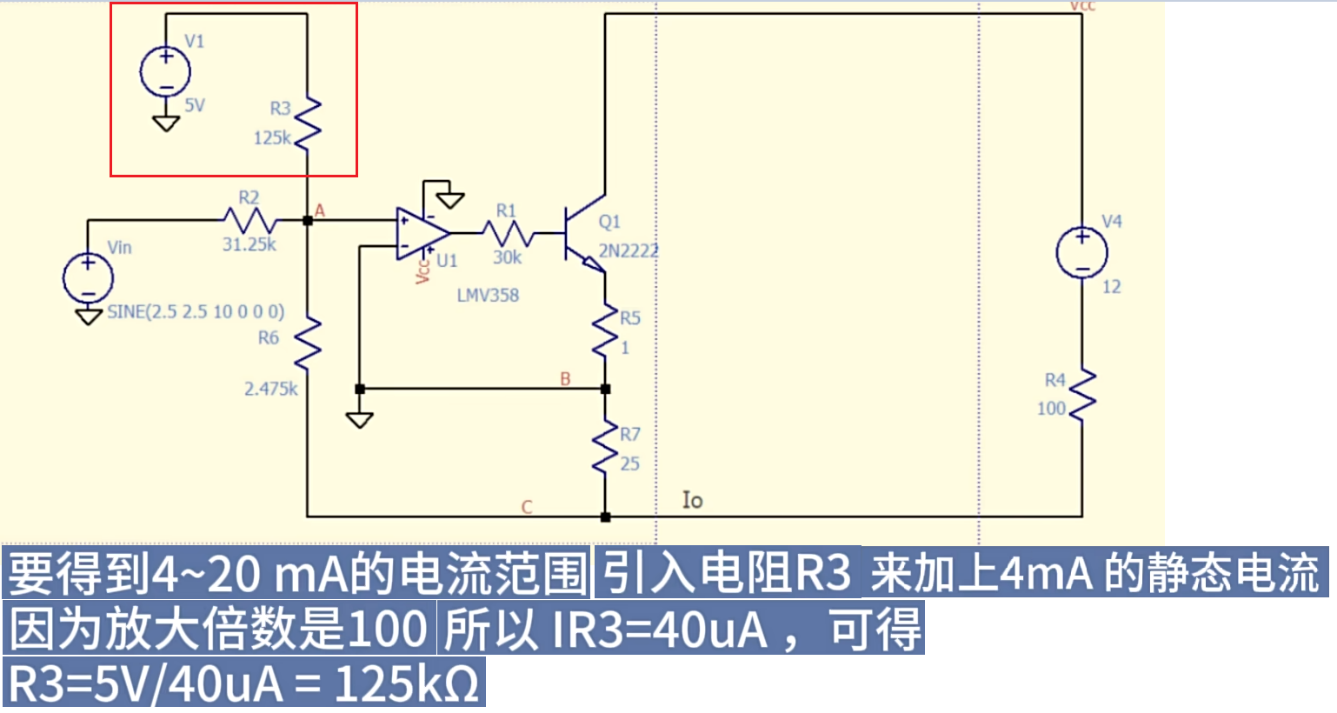 Vcc
V1
5V
R3
125k
R2
31.25k
A
Vin
SINE(2.5 2.5 10 0 0 0)
R6
2.475k
Vcc
U1
LMV358
R1
30k
Q1
2N2222
R5
1
B
R7
25
C
Io
V4
12
R4
100
要得到4~20 mA的电流范围 引入电阻R3 来加上4mA 的静态电流
因为放大倍数是100 所以 IR3=40uA ，可得
R3=5V/40uA = 125kΩ